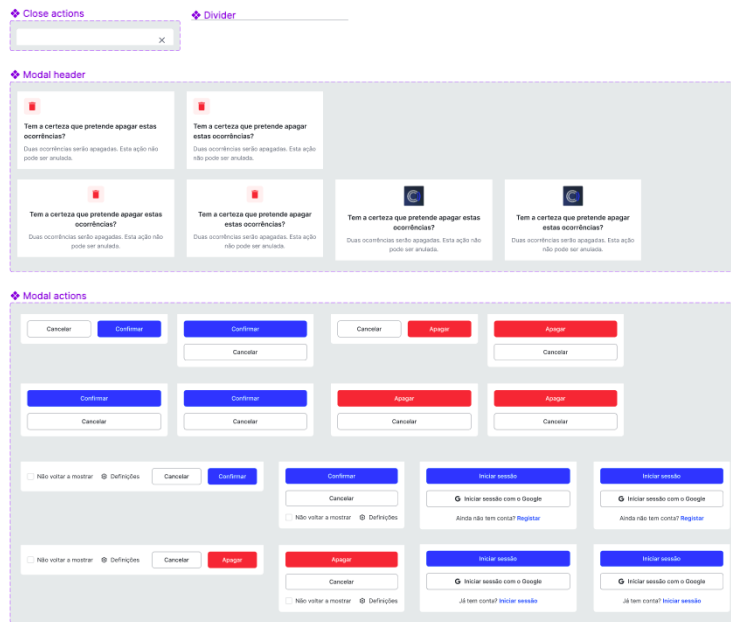 Close actions
Divider
Modal header
Tem a certeza que pretende apagar estas
ocorrências?
Duas ocorrências serão apagadas. Esta ação não
pode ser anulada.
Tem a certeza que pretende apagar
estas ocorrências?
Duas ocorrências serão apagadas. Esta ação
não pode ser anulada.
Tem a certeza que pretende apagar estas
ocorrências?
Duas ocorrências serão apagadas. Esta ação não
pode ser anulada.
Tem a certeza que pretende apagar
estas ocorrências?
Duas ocorrências serão apagadas. Esta ação
não pode ser anulada.
Tem a certeza que pretende apagar estas
ocorrências?
Duas ocorrências serão apagadas. Esta ação não
pode ser anulada.
Tem a certeza que pretende apagar
estas ocorrências?
Duas ocorrências serão apagadas. Esta ação
não pode ser anulada.
Modal actions
Cancelar Confirmar
Confirmar
Cancelar
Cancelar Apagar
Apagar
Cancelar
Confirmar
Cancelar
Confirmar
Cancelar
Apagar
Cancelar
Apagar
Cancelar
Não voltar a mostrar Definições Cancelar Confirmar
Confirmar
Cancelar
Não voltar a mostrar Definições
Iniciar sessão
G Iniciar sessão com o Google
Ainda não tem conta? Registar
Iniciar sessão
G Iniciar sessão com o Google
Ainda não tem conta? Registar
Não voltar a mostrar Definições Cancelar Apagar
Apagar
Cancelar
Não voltar a mostrar Definições
Iniciar sessão
G Iniciar sessão com o Google
Já tem conta? Iniciar sessão
Iniciar sessão
G Iniciar sessão com o Google
Já tem conta? Iniciar sessão